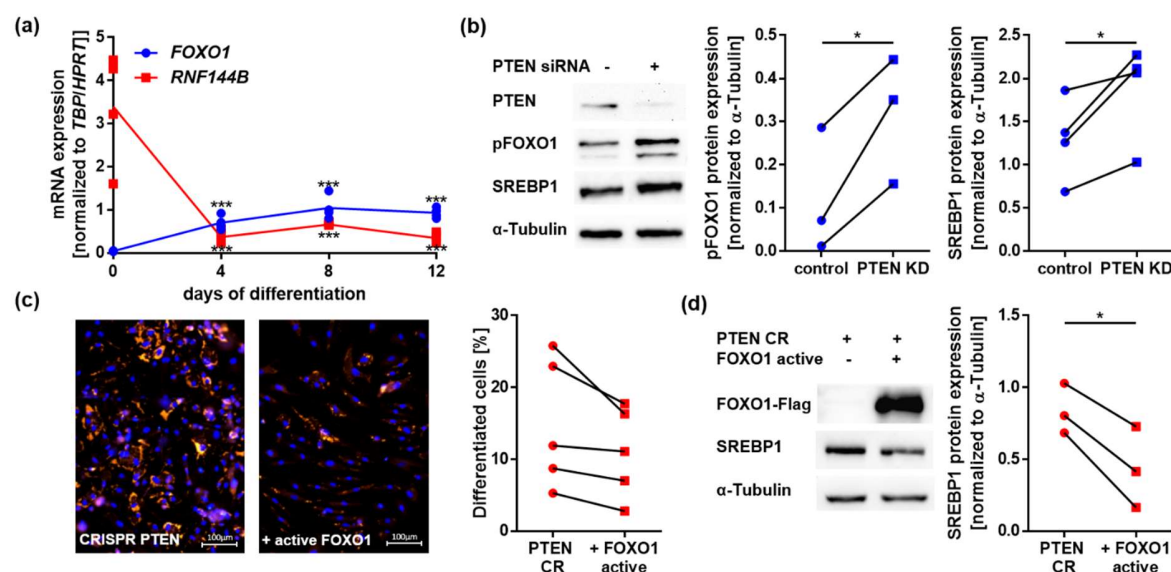 (a)
mRNA expression
[normalized to TBP/HPRT]
5
4
3
2
1
0
FOXO1
RNF144B
***
***
***
***
***
***
0
4
8
12
days of differentiation
(b)
PTEN siRNA - +
PTEN
pFOXO1
SREBP1
α-Tubulin
pFOXO1 protein expression
[normalized to α-Tubulin]
0.5
0.4
0.3
0.2
0.1
0.0
*
control PTEN KD
SREBP1 protein expression
[normalized to α-Tubulin]
2.5
2.0
1.5
1.0
0.5
0.0
*
control PTEN KD
(c)
CRISPR PTEN
100µm
+ active FOXO1
100µm
Differentiated cells [%]
30
20
10
0
PTEN
CR
+ FOXO1
active
(d)
PTEN CR + +
FOXO1 active - +
FOXO1-Flag
SREBP1
α-Tubulin
SREBP1 protein expression
[normalized to α-Tubulin]
1.5
1.0
0.5
0.0
*
PTEN
CR
+ FOXO1
active